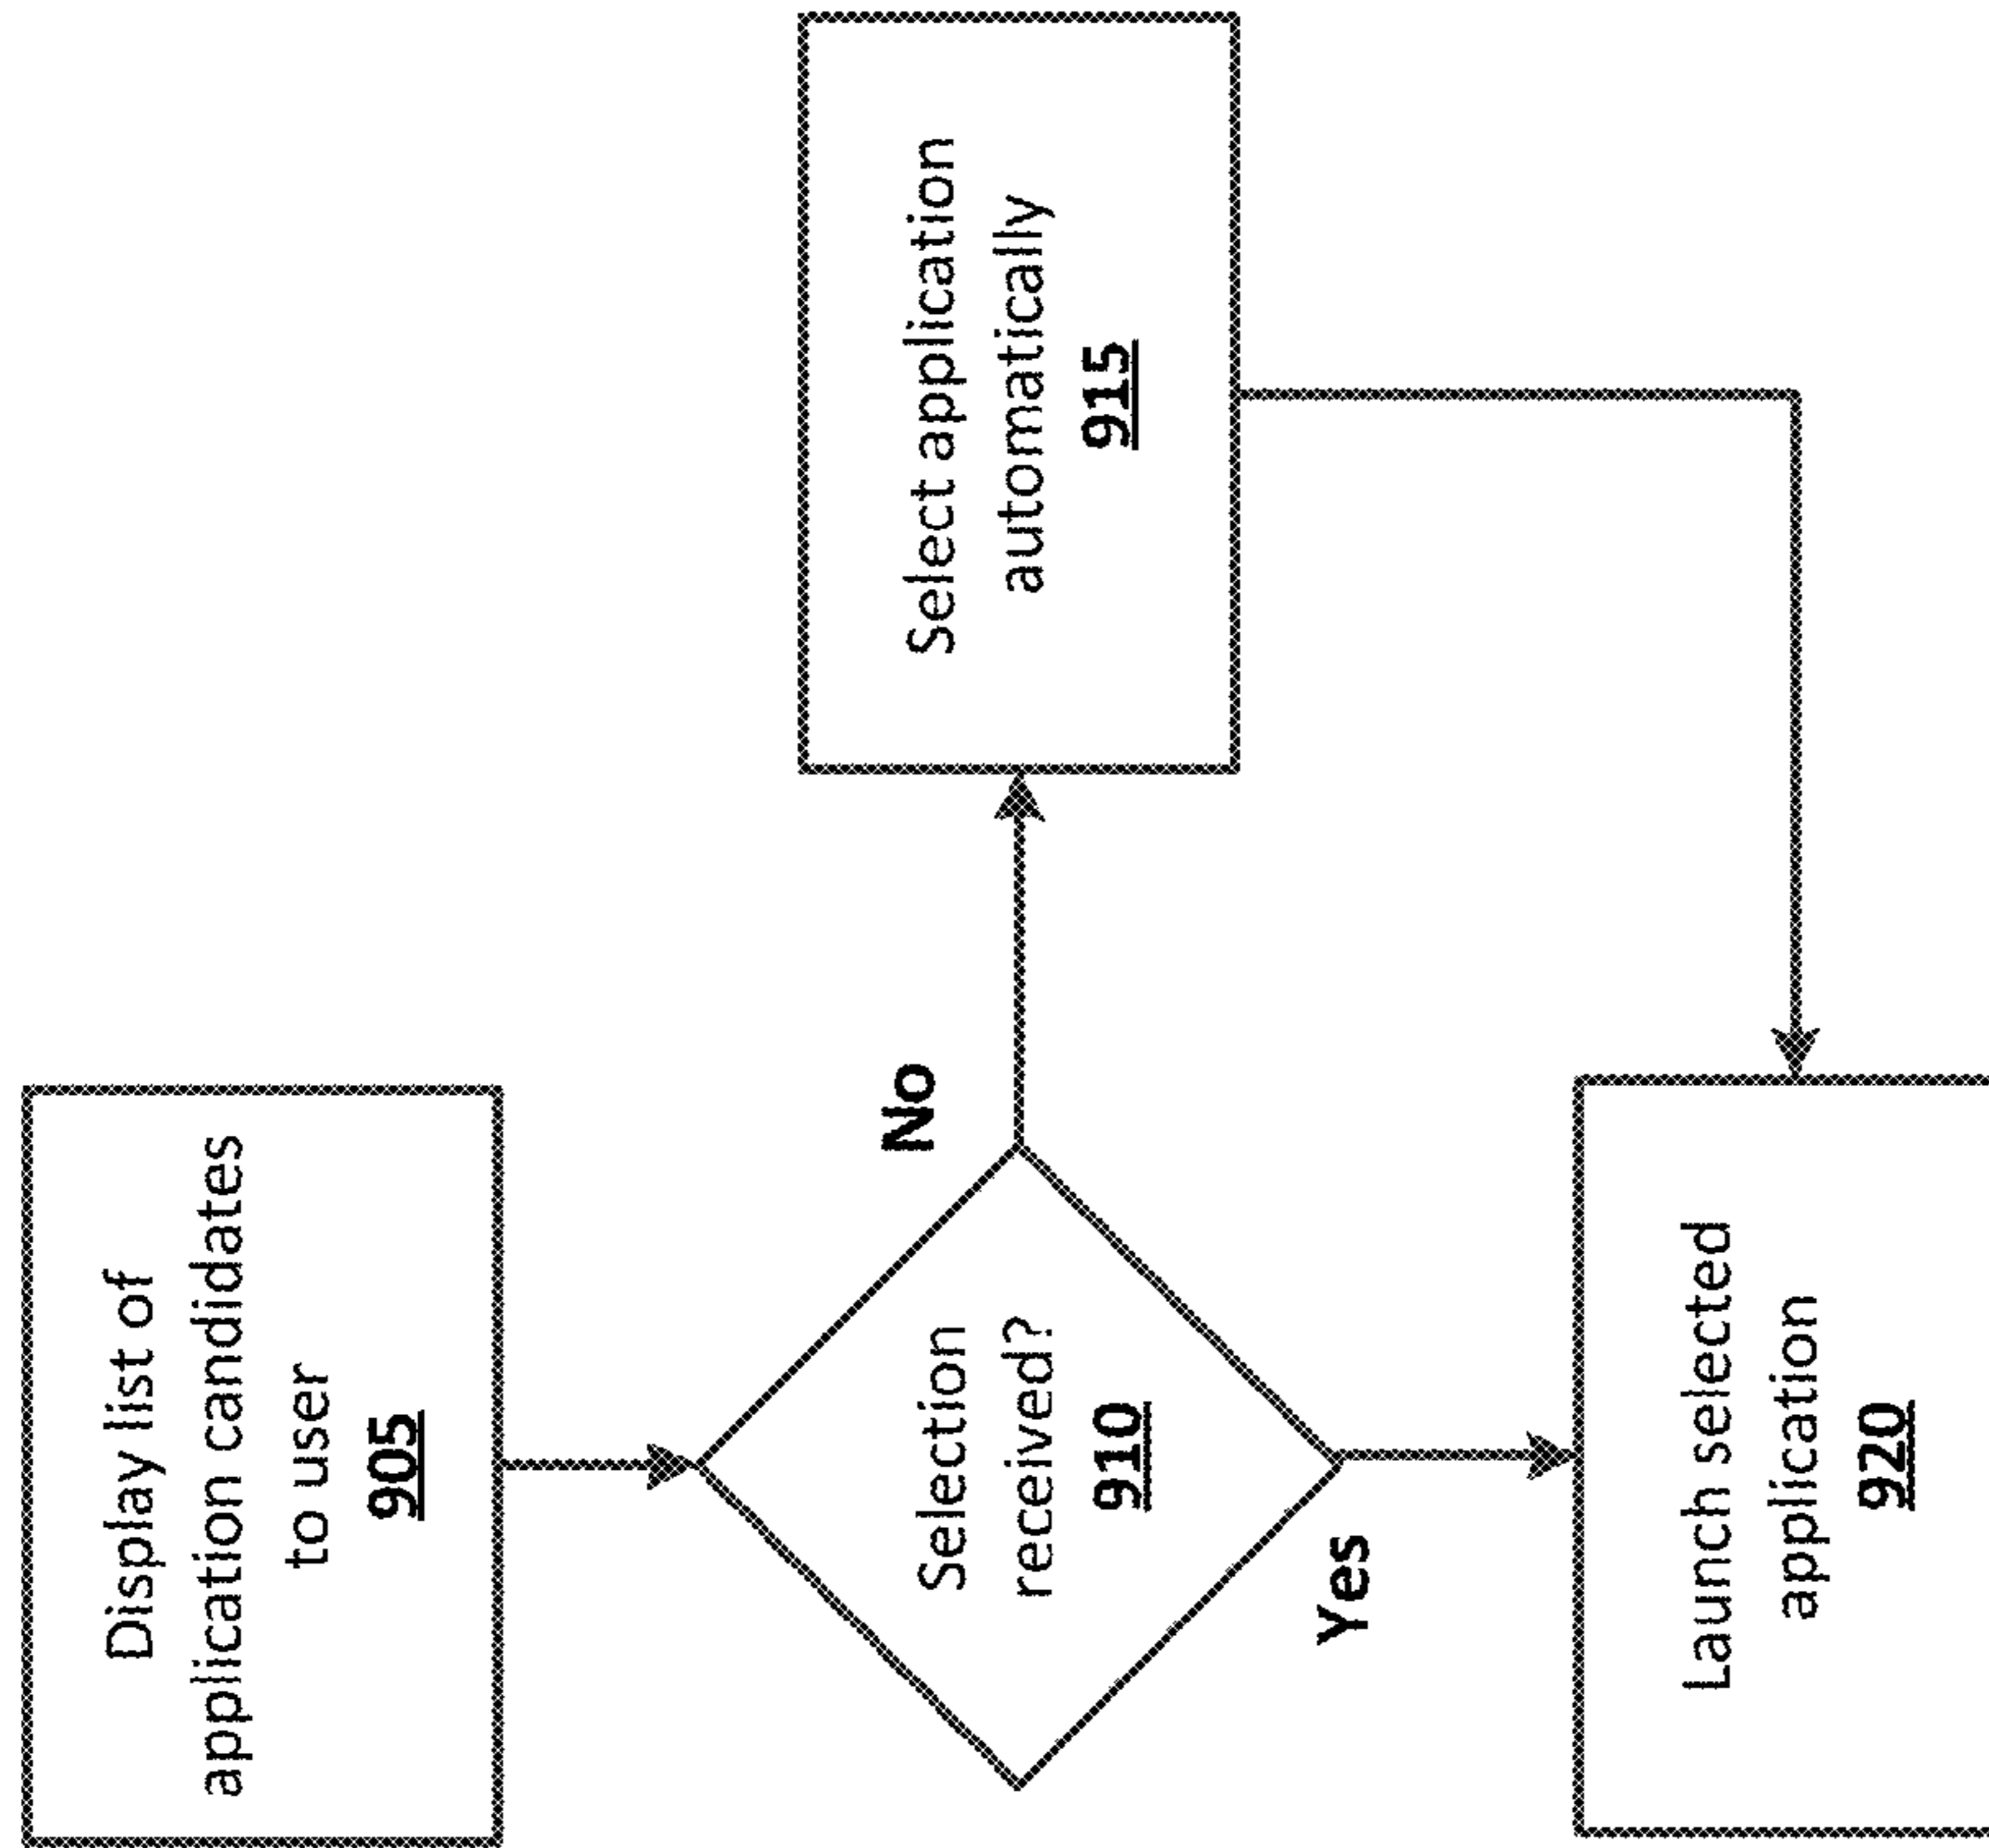 Display list of
application candidates
to user
905
Selection
received?
910
No
Yes
Select application
automatically
915
Launch selected
application
920